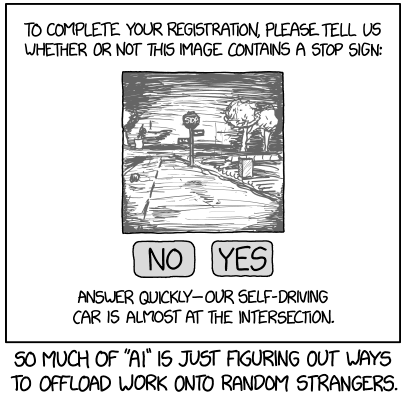 TO COMPLETE YOUR REGISTRATION, PLEASE TELL US
WHETHER OR NOT THIS IMAGE CONTAINS A STOP SIGN:
STOP
NO YES
ANSWER QUICKLY—OUR SELF-DRIVING
CAR IS ALMOST AT THE INTERSECTION.
SO MUCH OF "AI" IS JUST FIGURING OUT WAYS
TO OFFLOAD WORK ONTO RANDOM STRANGERS.